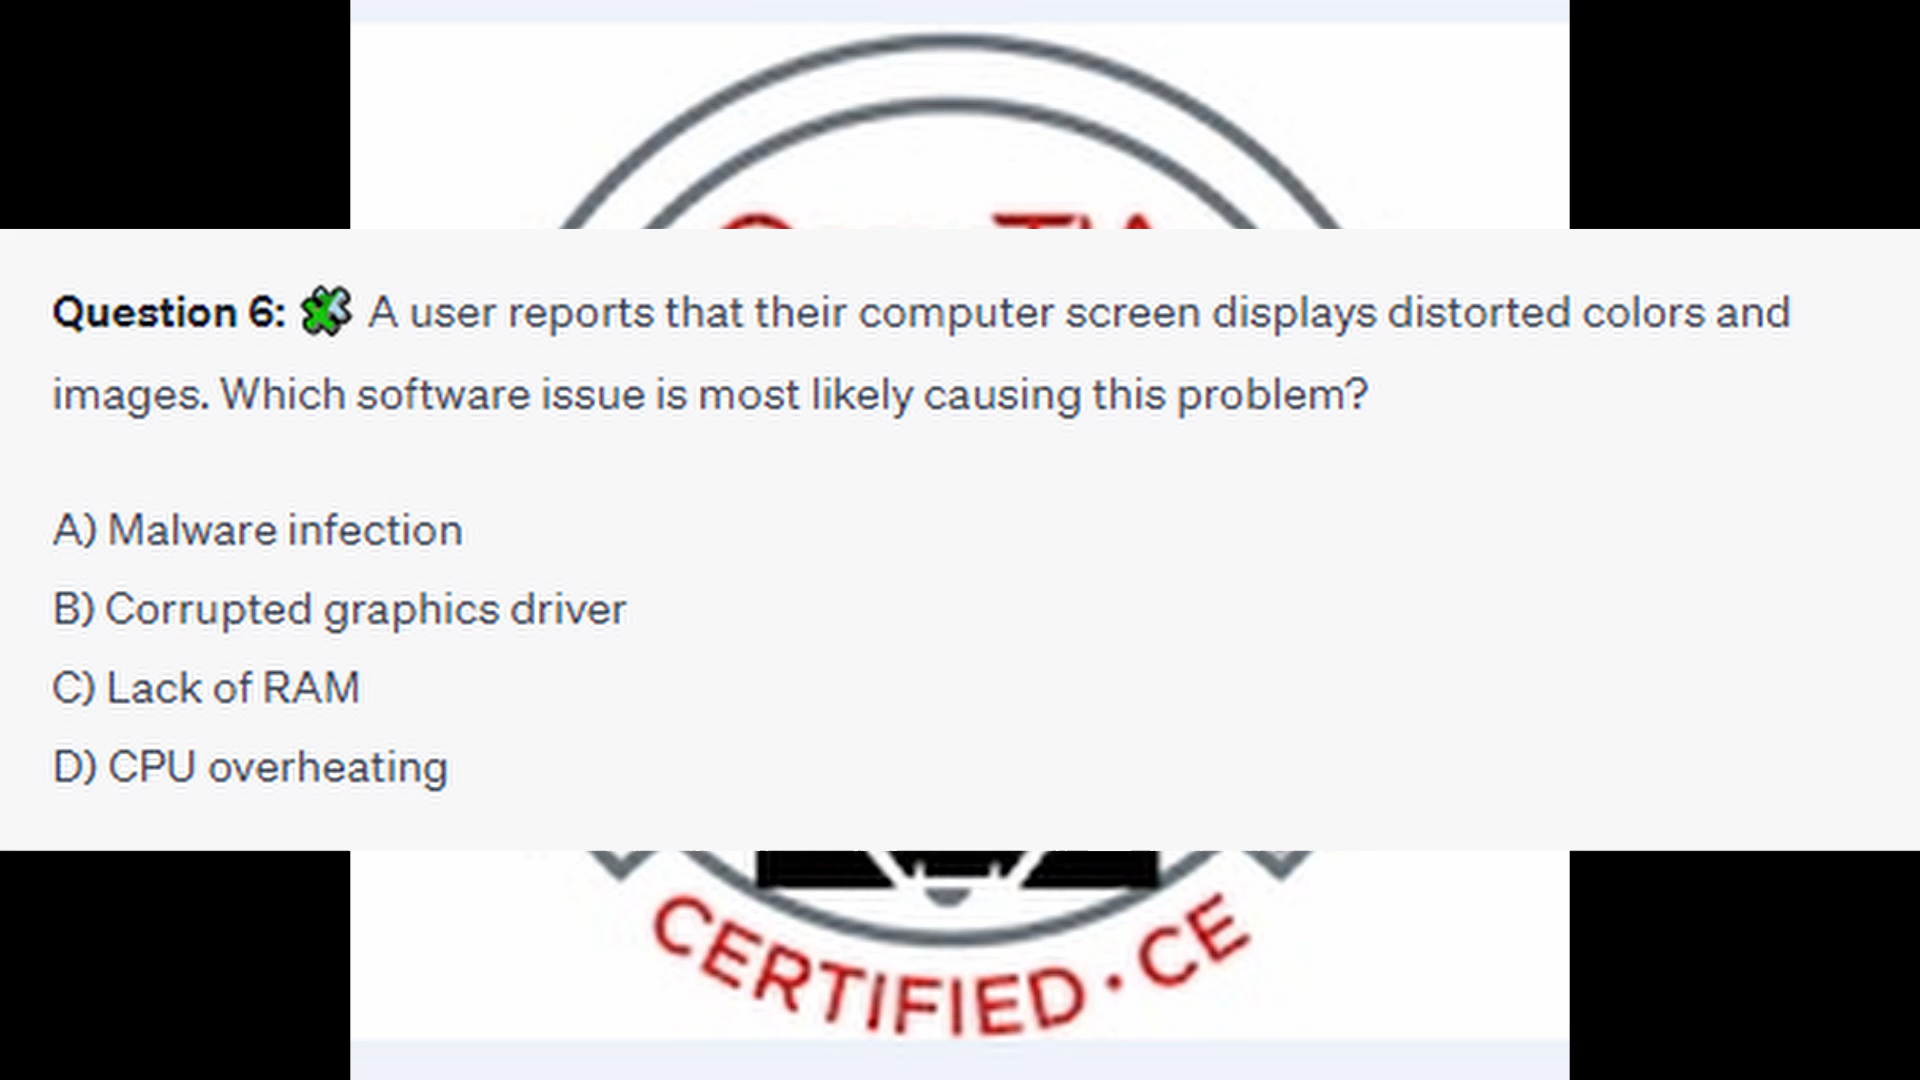 Question 6: 🧩 A user reports that their computer screen displays distorted colors and
images. Which software issue is most likely causing this problem?
A) Malware infection
B) Corrupted graphics driver
C) Lack of RAM
D) CPU overheating
CERTIFIED · CE